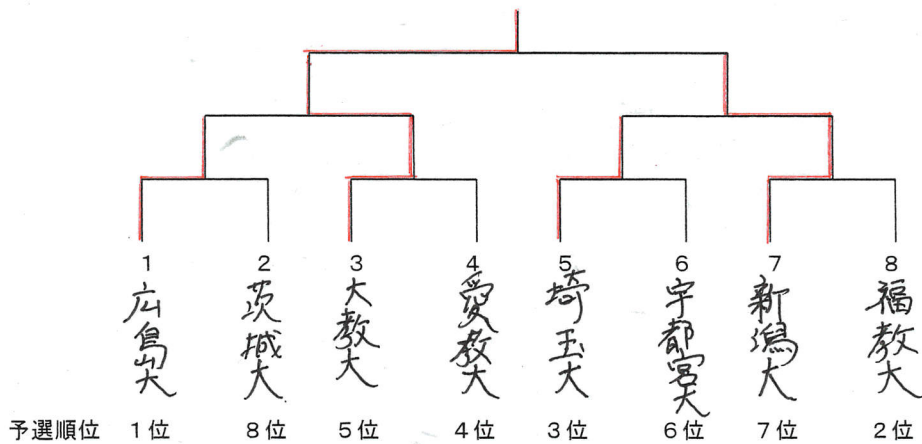 1 2 3 4 5 6 7 8
広島大 茨城大 大教大 愛教大 埼玉大 宇都宮大 新潟大 福教大
予選順位 1位 8位 5位 4位 3位 6位 7位 2位